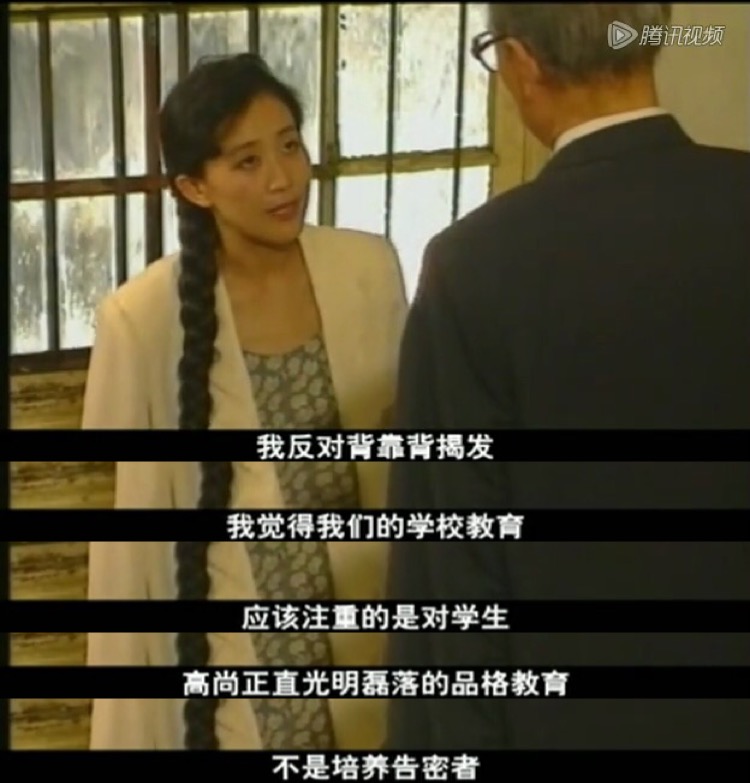 腾讯视频
我反对背靠背揭发
我觉得我们的学校教育
应该注重的是对学生
高尚正直光明磊落的品格教育
不是培养告密者